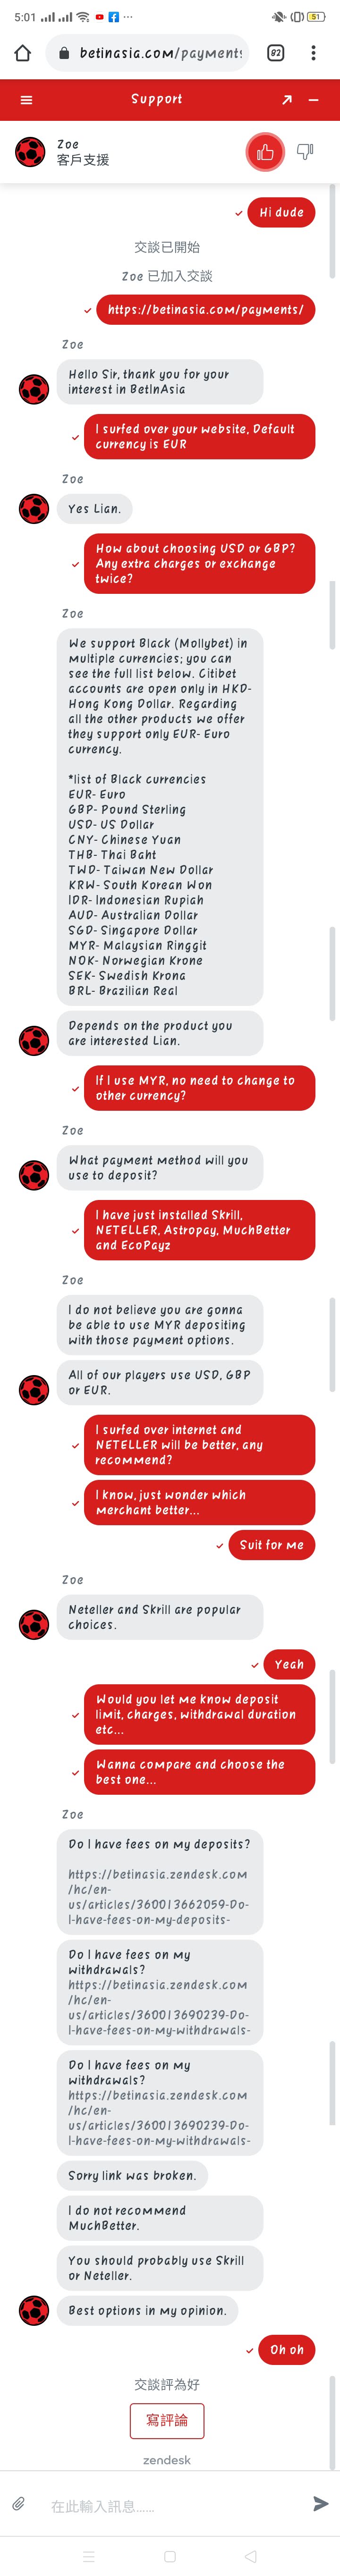 5:01
51
betinasia.com/payments
82
Support
Zoe
客戶支援
Hi dude
交談已開始
Zoe 已加入交談
https://betinasia.com/payments/
Zoe
Hello Sir, thank you for your
interest in BetInAsia
I surfed over your website, Default
currency is EUR
Zoe
Yes Lian.
How about choosing USD or GBP?
Any extra charges or exchange
twice?
Zoe
We support Black (Mollybet) in
multiple currencies; you can
see the full list below. Citibet
accounts are open only in HKD-
Hong Kong Dollar. Regarding
all the other products we offer
they support only EUR- Euro
currency.
*list of Black currencies
EUR- Euro
GBP- Pound Sterling
USD- US Dollar
CNY- Chinese Yuan
THB- Thai Baht
TWD- Taiwan New Dollar
KRW- South Korean Won
IDR- Indonesian Rupiah
AUD- Australian Dollar
SGD- Singapore Dollar
MYR- Malaysian Ringgit
NOK- Norwegian Krone
SEK- Swedish Krona
BRL- Brazilian Real
Depends on the product you
are interested Lian.
If I use MYR, no need to change to
other currency?
Zoe
What payment method will you
use to deposit?
I have just installed Skrill,
NETELLER, Astropay, MuchBetter
and EcoPayz
Zoe
I do not believe you are gonna
be able to use MYR depositing
with those payment options.
All of our players use USD, GBP
or EUR.
I surfed over internet and
NETELLER will be better, any
recommend?
I know, just wonder which
merchant better...
Suit for me
Zoe
Neteller and Skrill are popular
choices.
Yeah
Would you let me know deposit
limit, charges, withdrawal duration
etc...
Wanna compare and choose the
best one...
Zoe
Do I have fees on my deposits?
https://betinasia.zendesk.com
/hc/en-
us/articles/360013662059-Do-
I-have-fees-on-my-deposits-
Do I have fees on my
withdrawals?
https://betinasia.zendesk.com
/hc/en-
us/articles/360013690239-Do-
I-have-fees-on-my-withdrawals-
Do I have fees on my
withdrawals?
https://betinasia.zendesk.com
/hc/en-
us/articles/360013690239-Do-
I-have-fees-on-my-withdrawals-
Sorry link was broken.
I do not recommend
MuchBetter.
You should probably use Skrill
or Neteller.
Best options in my opinion.
Oh oh
交談評為好
寫評論
zendesk
在此輸入訊息......